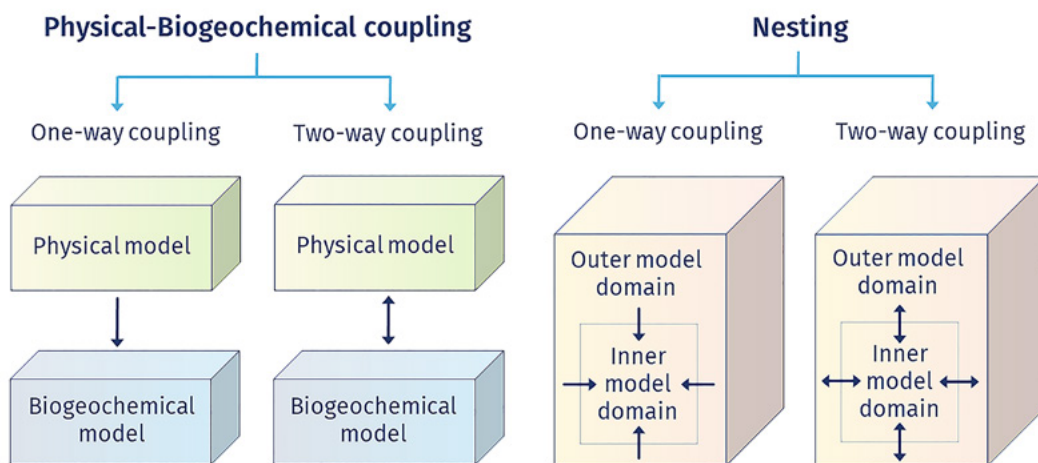 Physical-Biogeochemical coupling
One-way coupling
Two-way coupling
Physical model
Physical model
Biogeochemical
model
Biogeochemical
model
Nesting
One-way coupling
Two-way coupling
Outer model
domain
Inner
model
domain
Outer model
domain
Inner
model
domain